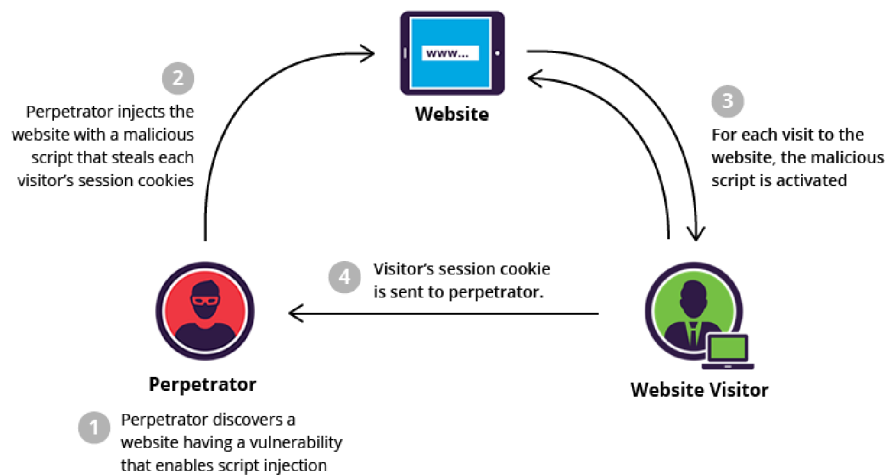 www...
Website
2
Perpetrator injects the
website with a malicious
script that steals each
visitor's session cookies
3
For each visit to the
website, the malicious
script is activated
4
Visitor's session cookie
is sent to perpetrator.
Perpetrator
Website Visitor
1
Perpetrator discovers a
website having a vulnerability
that enables script injection